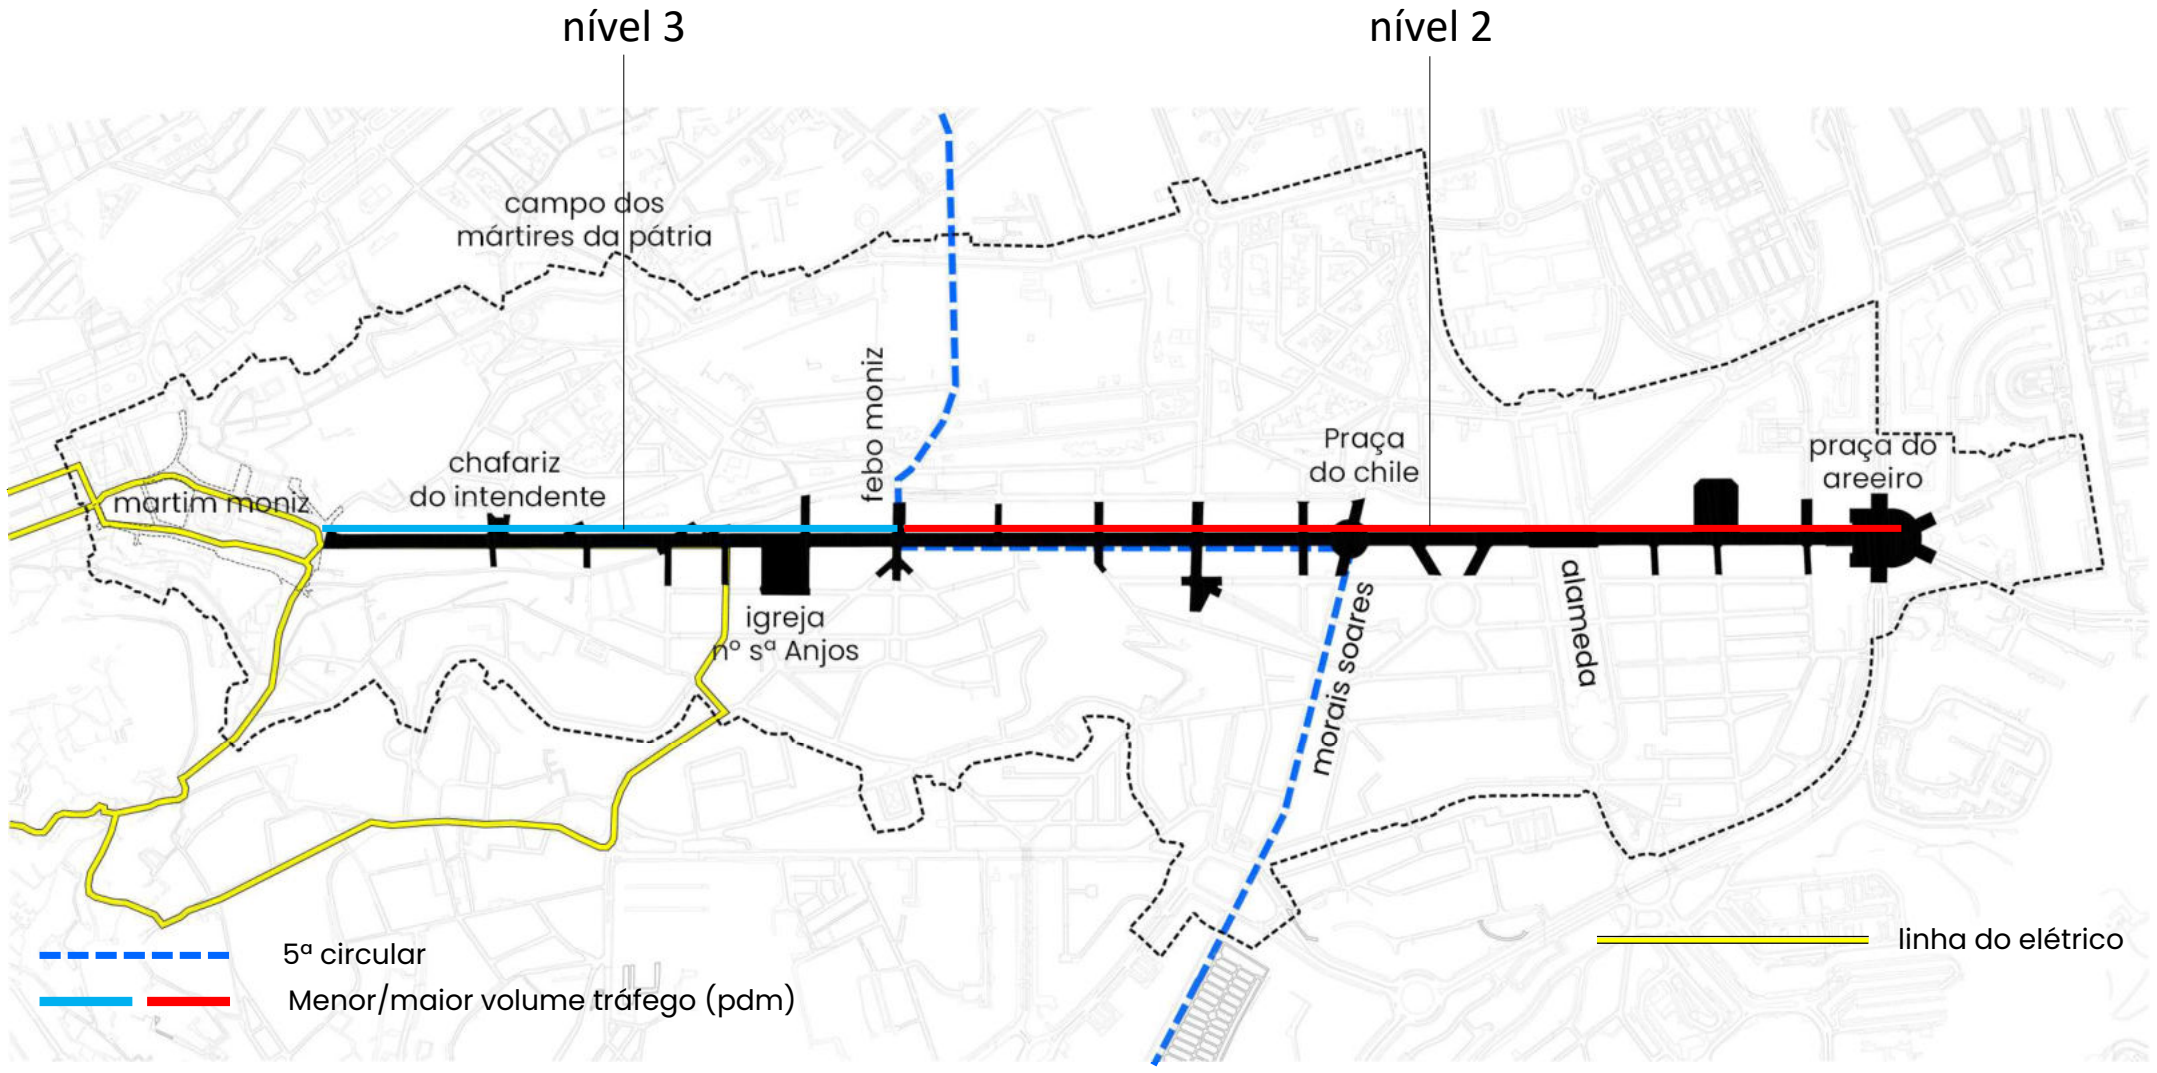 nível 3
nível 2
campo dos
mártires da pátria
febo moniz
Praça
do chile
praça do
areeiro
chafariz
do intendente
martim moniz
igreja
nº sª Anjos
morais soares
alameda
5ª circular
Menor/maior volume tráfego (pdm)
linha do elétrico